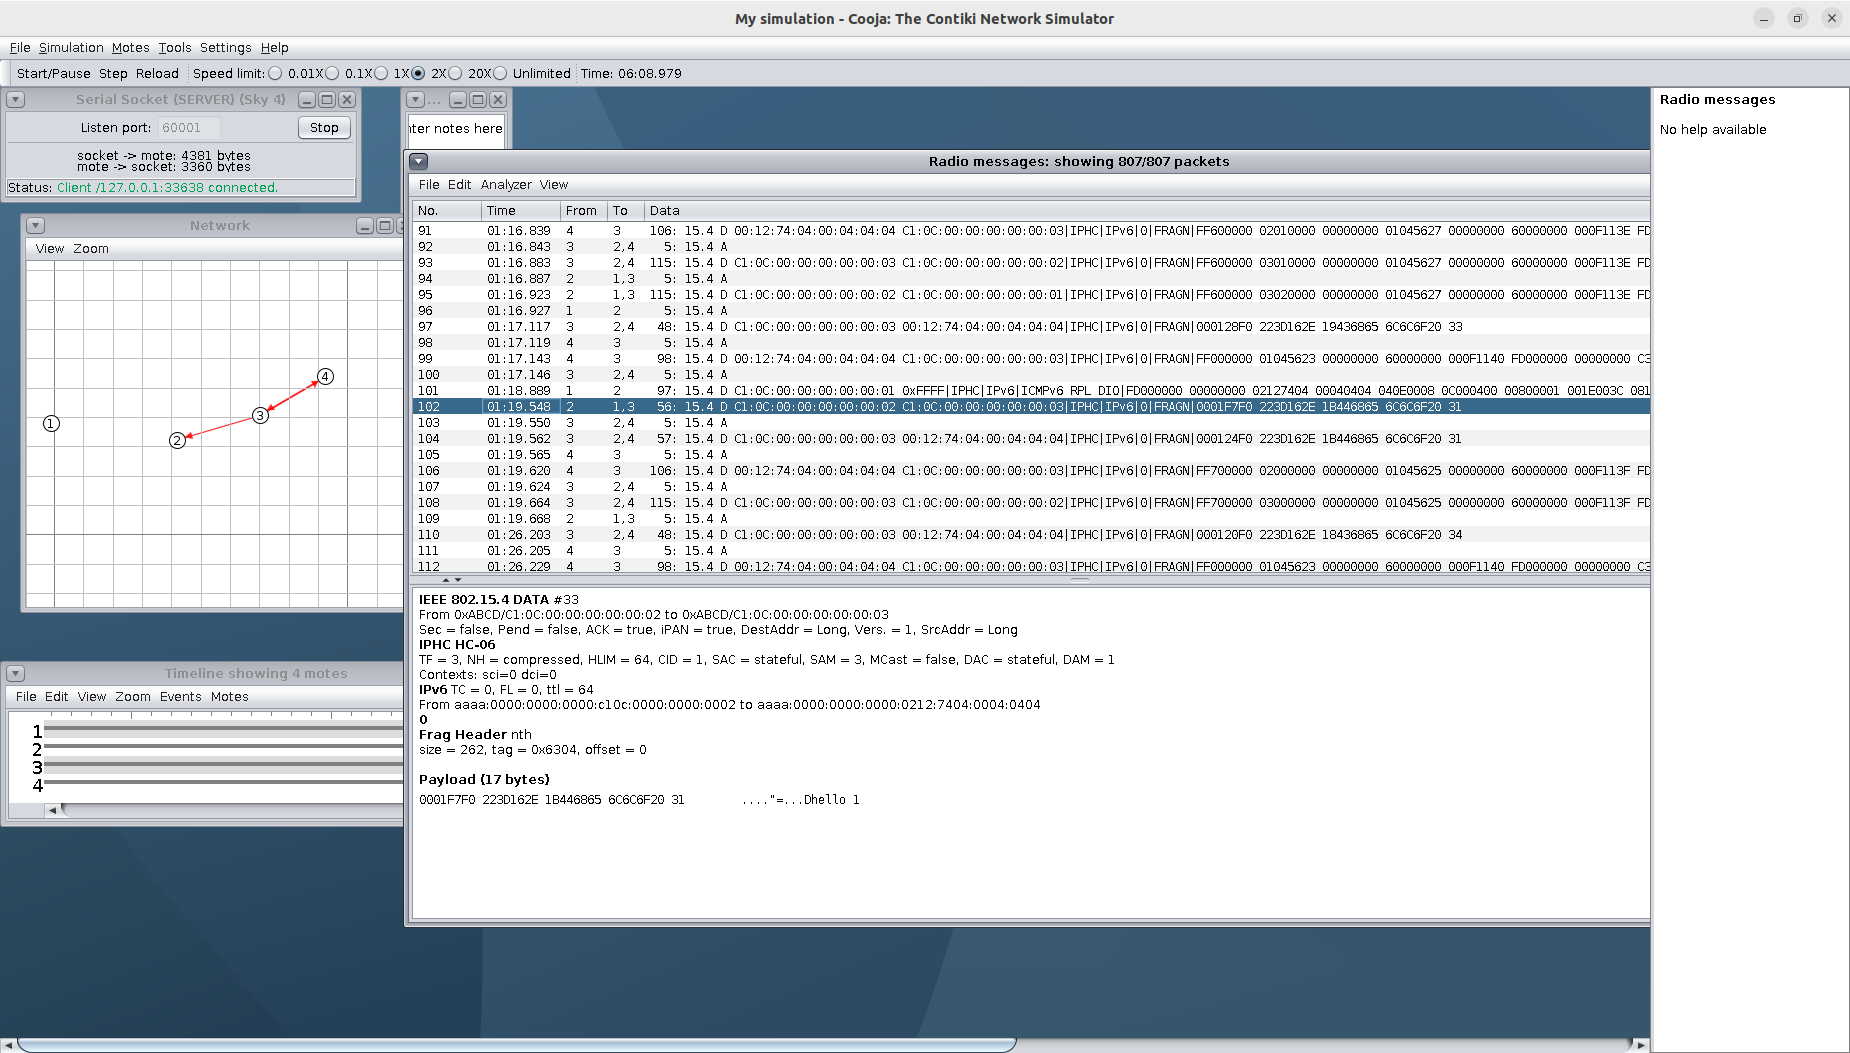 My simulation - Cooja: The Contiki Network Simulator
File Simulation Motes Tools Settings Help
Start/Pause Step Reload Speed limit: 0.01X 0.1X 1X 2X 20X Unlimited Time: 06:08.979
Serial Socket (SERVER) (Sky 4)
Listen port: 60001 Stop
socket -> mote: 4381 bytes
mote -> socket: 3360 bytes
Status: Client /127.0.0.1:33638 connected.
...
nter notes here
Network
View Zoom
1
2
3
4
Timeline showing 4 motes
File Edit View Zoom Events Motes
1
2
3
4
Radio messages: showing 807/807 packets
File Edit Analyzer View
No. Time From To Data
91 01:16.839 4 3 106: 15.4 D 00:12:74:04:00:04:04:04 C1:0C:00:00:00:00:00:03|IPHC|IPv6|0|FRAGN|FF600000 02010000 00000000 01045627 00000000 60000000 000F113E FD
92 01:16.843 3 2,4 5: 15.4 A
93 01:16.883 3 2,4 115: 15.4 D C1:0C:00:00:00:00:00:03 C1:0C:00:00:00:00:00:02|IPHC|IPv6|0|FRAGN|FF600000 03010000 00000000 01045627 00000000 60000000 000F113E FD
94 01:16.887 2 1,3 5: 15.4 A
95 01:16.923 2 1,3 115: 15.4 D C1:0C:00:00:00:00:00:02 C1:0C:00:00:00:00:00:01|IPHC|IPv6|0|FRAGN|FF600000 03020000 00000000 01045627 00000000 60000000 000F113E FD
96 01:16.927 1 2 5: 15.4 A
97 01:17.117 3 2,4 48: 15.4 D C1:0C:00:00:00:00:00:03 00:12:74:04:00:04:04:04|IPHC|IPv6|0|FRAGN|000128F0 223D162E 19436865 6C6C6F20 33
98 01:17.119 4 3 5: 15.4 A
99 01:17.143 4 3 98: 15.4 D 00:12:74:04:00:04:04:04 C1:0C:00:00:00:00:00:03|IPHC|IPv6|0|FRAGN|FF000000 01045623 00000000 60000000 000F1140 FD000000 00000000 C3
100 01:17.146 3 2,4 5: 15.4 A
101 01:18.889 1 2 97: 15.4 D C1:0C:00:00:00:00:00:01 0xFFFF|IPHC|IPv6|ICMPv6 RPL DIO|FD000000 00000000 02127404 00040404 040E0008 0C000400 00800001 001E003C 081
102 01:19.548 2 1,3 56: 15.4 D C1:0C:00:00:00:00:00:02 C1:0C:00:00:00:00:00:03|IPHC|IPv6|0|FRAGN|0001F7F0 223D162E 1B446865 6C6C6F20 31
103 01:19.550 3 2,4 5: 15.4 A
104 01:19.562 3 2,4 57: 15.4 D C1:0C:00:00:00:00:00:03 00:12:74:04:00:04:04:04|IPHC|IPv6|0|FRAGN|000124F0 223D162E 1B446865 6C6C6F20 31
105 01:19.565 4 3 5: 15.4 A
106 01:19.620 4 3 106: 15.4 D 00:12:74:04:00:04:04:04 C1:0C:00:00:00:00:00:03|IPHC|IPv6|0|FRAGN|FF700000 02000000 00000000 01045625 00000000 60000000 000F113F FD
107 01:19.624 3 2,4 5: 15.4 A
108 01:19.664 3 2,4 115: 15.4 D C1:0C:00:00:00:00:00:03 C1:0C:00:00:00:00:00:02|IPHC|IPv6|0|FRAGN|FF700000 03000000 00000000 01045625 00000000 60000000 000F113F FD
109 01:19.668 2 1,3 5: 15.4 A
110 01:26.203 3 2,4 48: 15.4 D C1:0C:00:00:00:00:00:03 00:12:74:04:00:04:04:04|IPHC|IPv6|0|FRAGN|000120F0 223D162E 18436865 6C6C6F20 34
111 01:26.205 4 3 5: 15.4 A
112 01:26.229 4 3 98: 15.4 D 00:12:74:04:00:04:04:04 C1:0C:00:00:00:00:00:03|IPHC|IPv6|0|FRAGN|FF000000 01045623 00000000 60000000 000F1140 FD000000 00000000 C3
IEEE 802.15.4 DATA #33
From 0xABCD/C1:0C:00:00:00:00:00:02 to 0xABCD/C1:0C:00:00:00:00:00:03
Sec = false, Pend = false, ACK = true, iPAN = true, DestAddr = Long, Vers. = 1, SrcAddr = Long
IPHC HC-06
TF = 3, NH = compressed, HLIM = 64, CID = 1, SAC = stateful, SAM = 3, MCast = false, DAC = stateful, DAM = 1
Contexts: sci=0 dci=0
IPv6 TC = 0, FL = 0, ttl = 64
From aaaa:0000:0000:0000:c10c:0000:0000:0002 to aaaa:0000:0000:0000:0212:7404:0004:0404
0
Frag Header nth
size = 262, tag = 0x6304, offset = 0
Payload (17 bytes)
0001F7F0 223D162E 1B446865 6C6C6F20 31 ...."=...Dhello 1
Radio messages
No help available